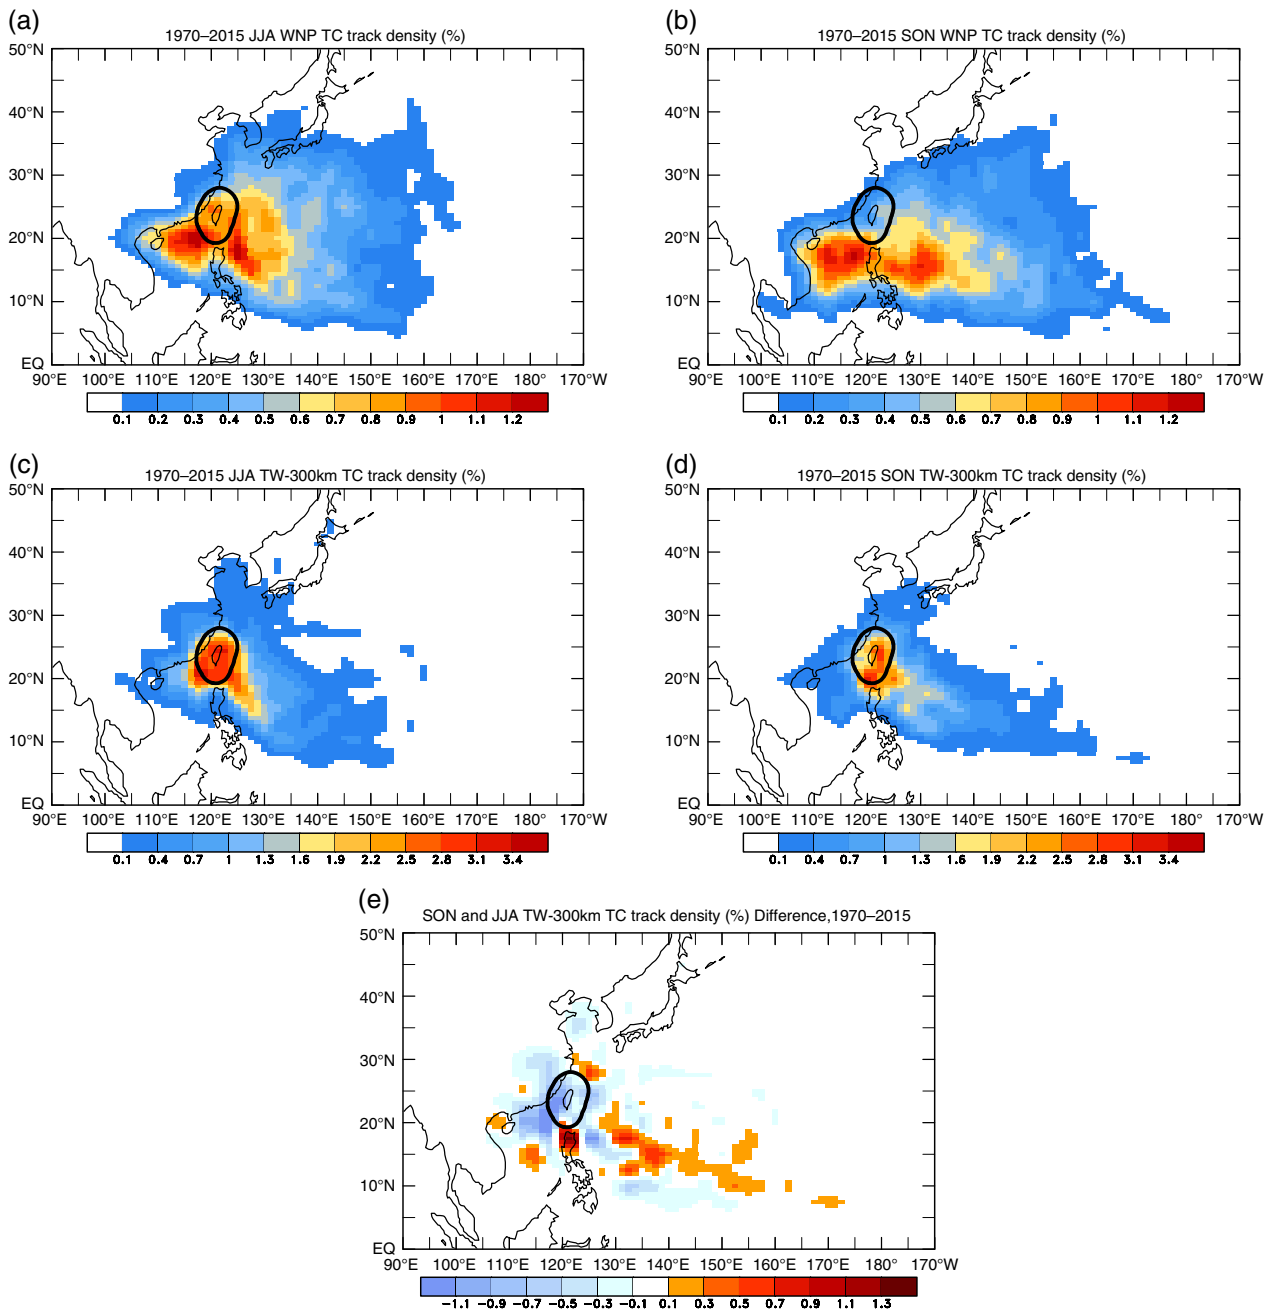 (a)
1970–2015 JJA WNP TC track density (%)
50°N
40°N
30°N
20°N
10°N
EQ
90°E 100°E 110°E 120°E 130°E 140°E 150°E 160°E 170°E 180° 170°W
0.1 0.2 0.3 0.4 0.5 0.6 0.7 0.8 0.9 1 1.1 1.2
(b)
1970–2015 SON WNP TC track density (%)
50°N
40°N
30°N
20°N
10°N
EQ
90°E 100°E 110°E 120°E 130°E 140°E 150°E 160°E 170°E 180° 170°W
0.1 0.2 0.3 0.4 0.5 0.6 0.7 0.8 0.9 1 1.1 1.2
(c)
1970–2015 JJA TW-300km TC track density (%)
50°N
40°N
30°N
20°N
10°N
EQ
90°E 100°E 110°E 120°E 130°E 140°E 150°E 160°E 170°E 180° 170°W
0.1 0.4 0.7 1 1.3 1.6 1.9 2.2 2.5 2.8 3.1 3.4
(d)
1970–2015 SON TW-300km TC track density (%)
50°N
40°N
30°N
20°N
10°N
EQ
90°E 100°E 110°E 120°E 130°E 140°E 150°E 160°E 170°E 180° 170°W
0.1 0.4 0.7 1 1.3 1.6 1.9 2.2 2.5 2.8 3.1 3.4
(e)
SON and JJA TW-300km TC track density (%) Difference,1970–2015
50°N
40°N
30°N
20°N
10°N
EQ
90°E 100°E 110°E 120°E 130°E 140°E 150°E 160°E 170°E 180° 170°W
−1.1 −0.9 −0.7 −0.5 −0.3 −0.1 0.1 0.3 0.5 0.7 0.9 1.1 1.3